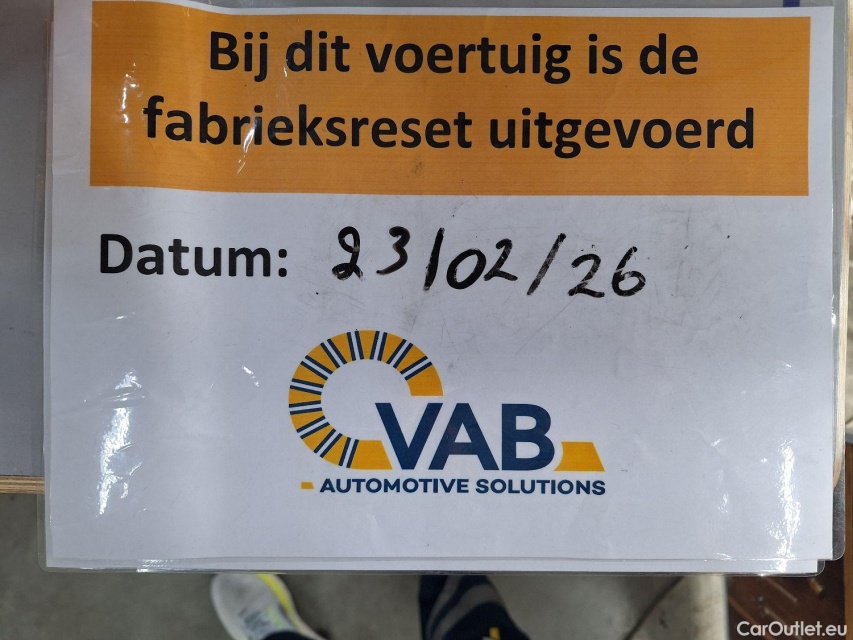 Bij dit voertuig is de
fabrieksreset uitgevoerd
Datum: 23/02/26
VAB
AUTOMOTIVE SOLUTIONS
CarOutlet.eu